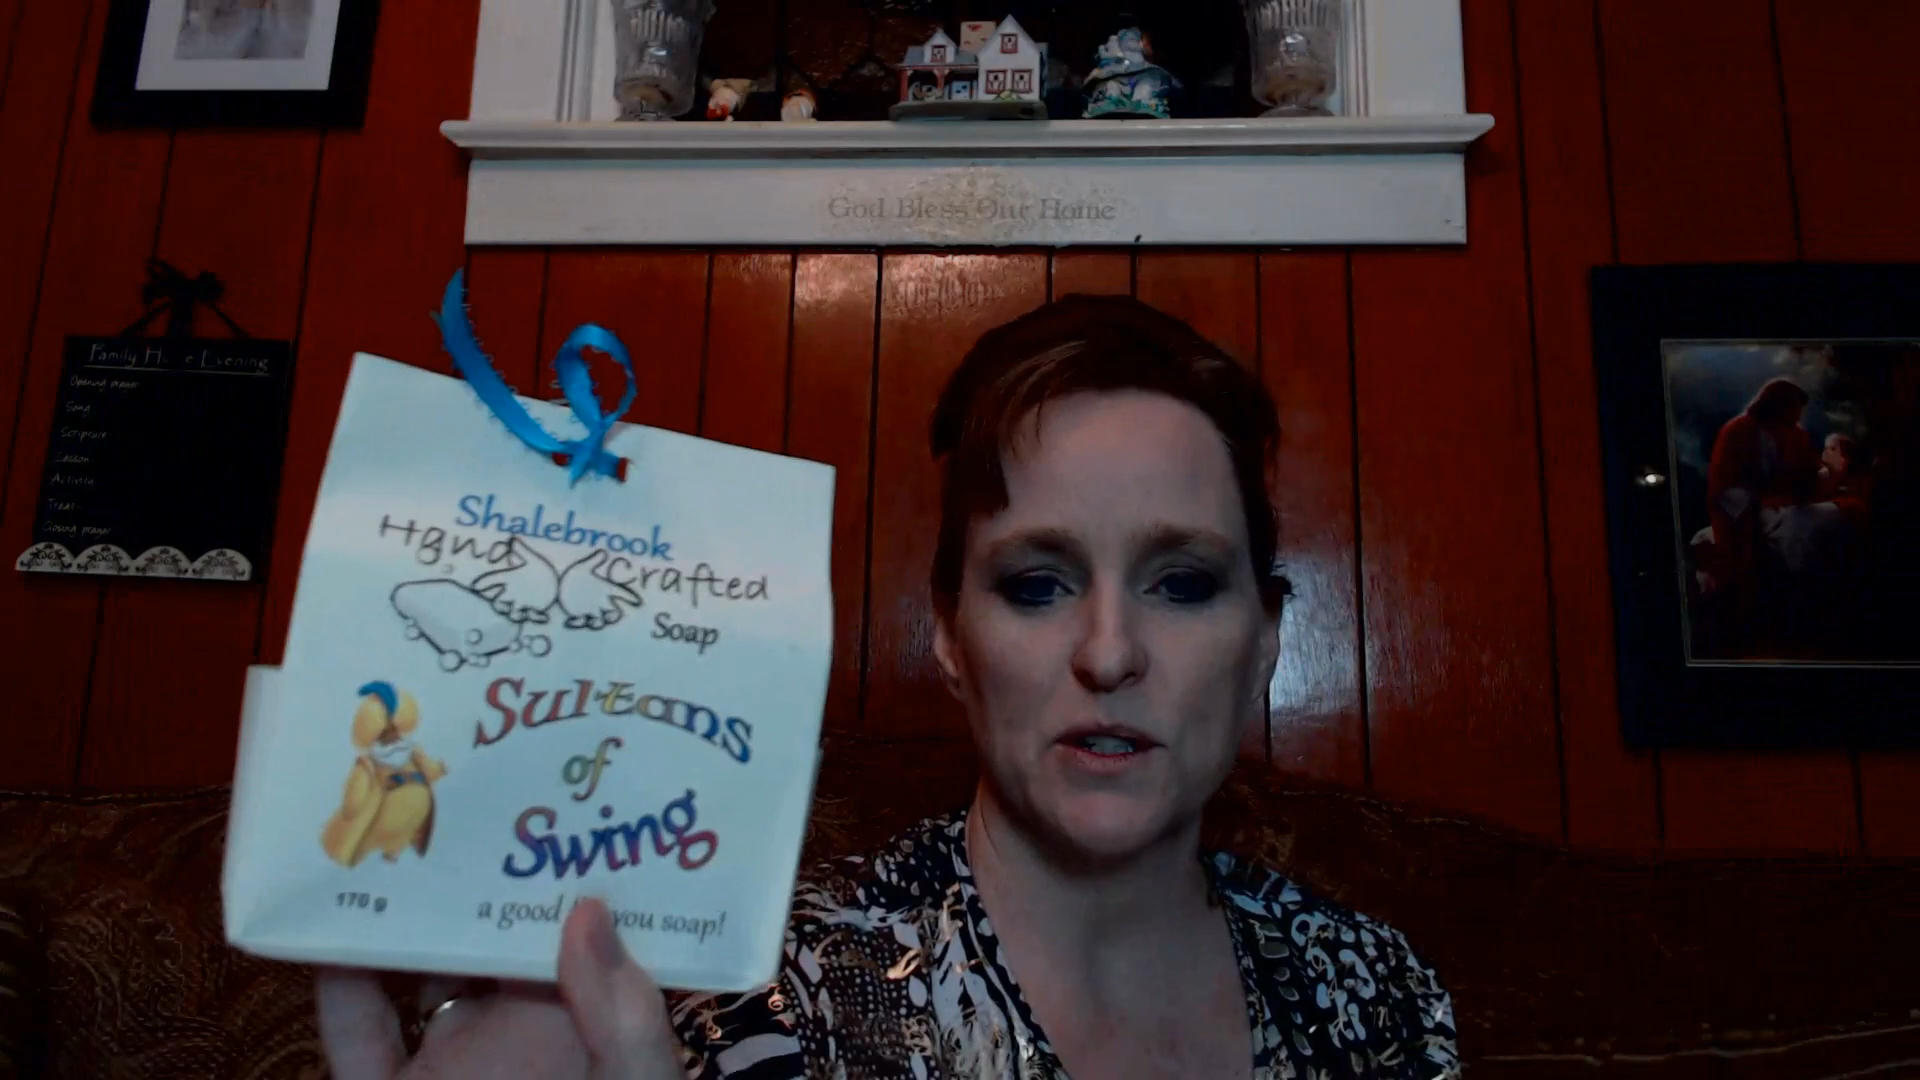 God Bless Our Home
Family Home Evening
Opening prayer
Song
Scripture
Lesson
Activity
Treat
Closing prayer
Shalebrook
Hand Crafted
Soap
Sultans
of
Swing
170 g
a good you soap!